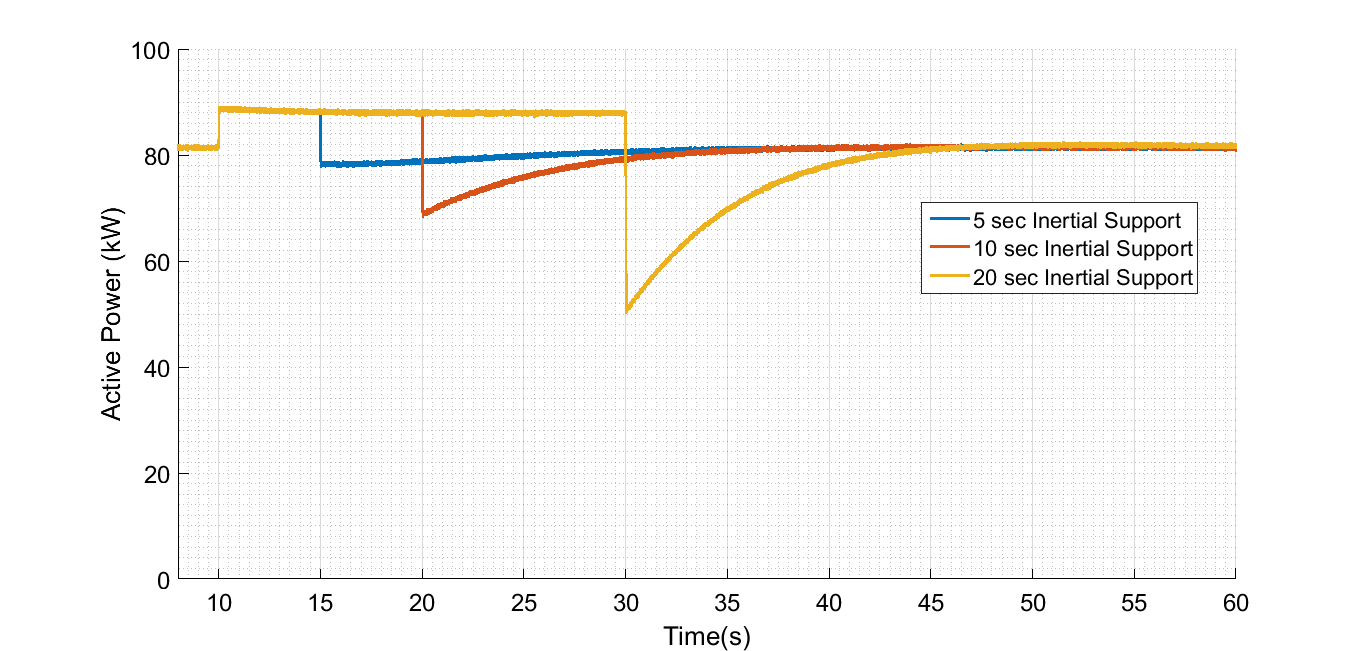 100
80
60
40
20
0
Active Power (kW)
5 sec Inertial Support
10 sec Inertial Support
20 sec Inertial Support
10 15 20 25 30 35 40 45 50 55 60
Time(s)